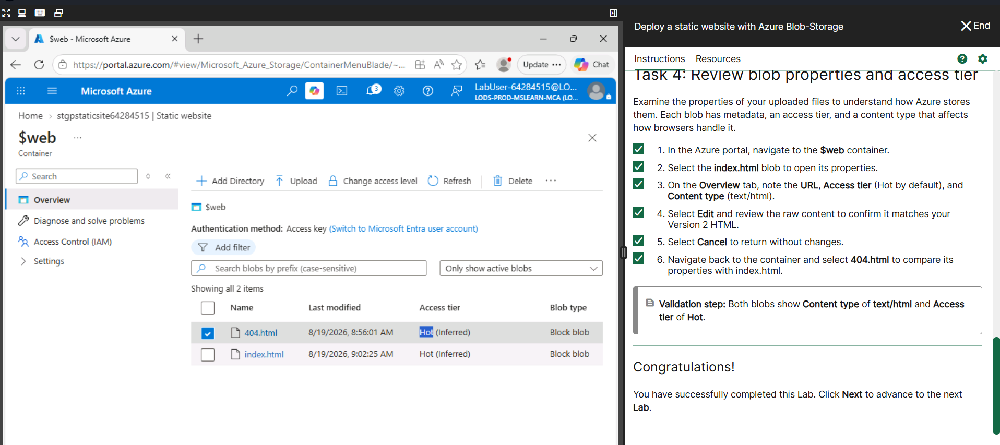 Deploy a static website with Azure Blob-Storage
End
$web - Microsoft Azure
https://portal.azure.com/#view/Microsoft_Azure_Storage/ContainerMenuBlade/~...
Update
Chat
Microsoft Azure
3
LabUser-64284515@LO...
LODS-PROD-MSLEARN-MCA (LO...
Home > stgpstaticsite64284515 | Static website
$web ...
Container
Search
Overview
Diagnose and solve problems
Access Control (IAM)
Settings
Add Directory
Upload
Change access level
Refresh
Delete
$web
Authentication method: Access key (Switch to Microsoft Entra user account)
Add filter
Search blobs by prefix (case-sensitive)
Only show active blobs
Showing all 2 items
Name Last modified Access tier Blob type
404.html 8/19/2026, 8:56:01 AM Hot (Inferred) Block blob
index.html 8/19/2026, 9:02:25 AM Hot (Inferred) Block blob
Instructions Resources
Task 4: Review blob properties and access tier
Examine the properties of your uploaded files to understand how Azure stores
them. Each blob has metadata, an access tier, and a content type that affects
how browsers handle it.
1. In the Azure portal, navigate to the $web container.
2. Select the index.html blob to open its properties.
3. On the Overview tab, note the URL, Access tier (Hot by default), and
Content type (text/html).
4. Select Edit and review the raw content to confirm it matches your
Version 2 HTML.
5. Select Cancel to return without changes.
6. Navigate back to the container and select 404.html to compare its
properties with index.html.
Validation step: Both blobs show Content type of text/html and Access
tier of Hot.
Congratulations!
You have successfully completed this Lab. Click Next to advance to the next
Lab.